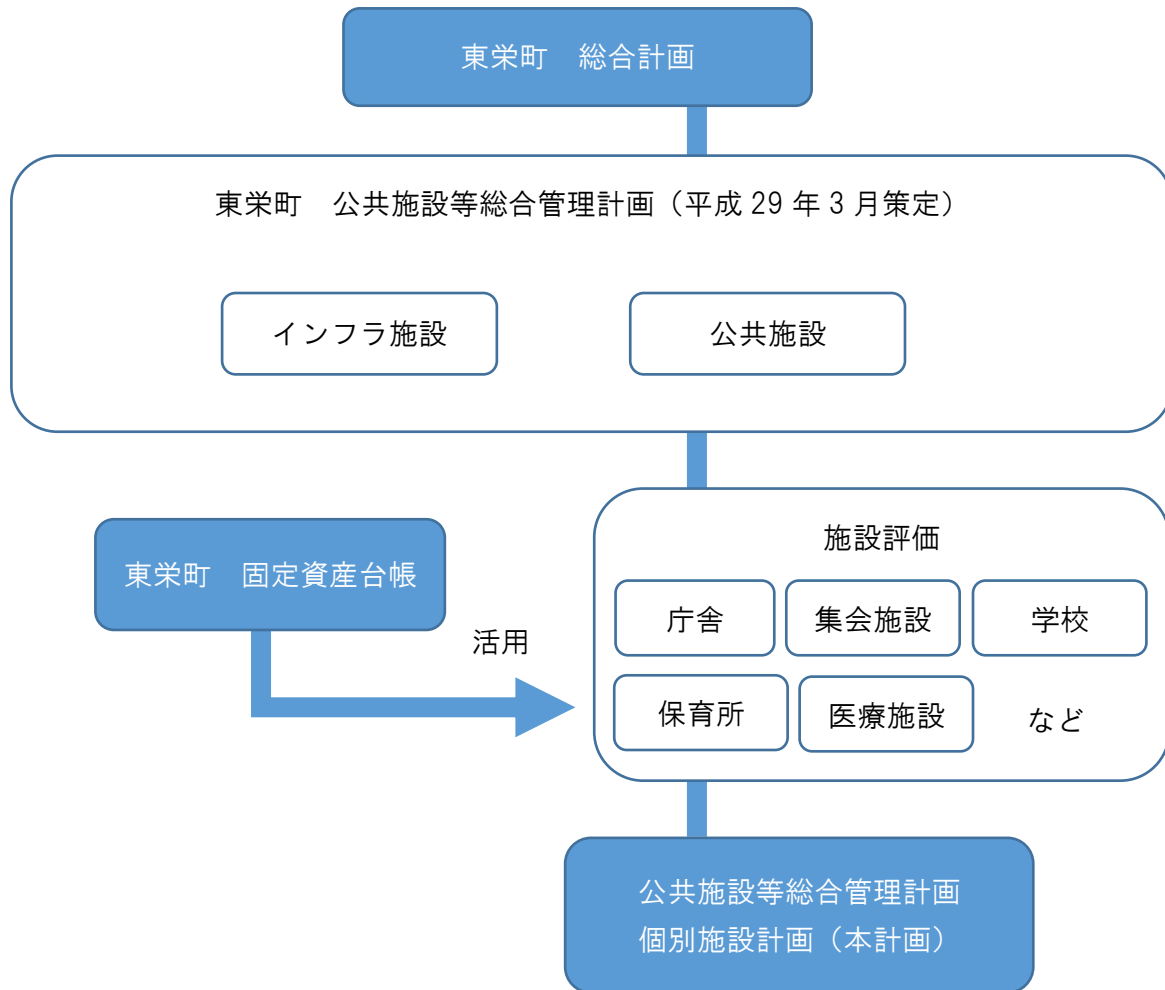 東栄町　総合計画
東栄町　公共施設等総合管理計画（平成 29 年 3 月策定）
インフラ施設
公共施設
施設評価
東栄町　固定資産台帳
活用
庁舎
集会施設
学校
保育所
医療施設
など
公共施設等総合管理計画
個別施設計画（本計画）